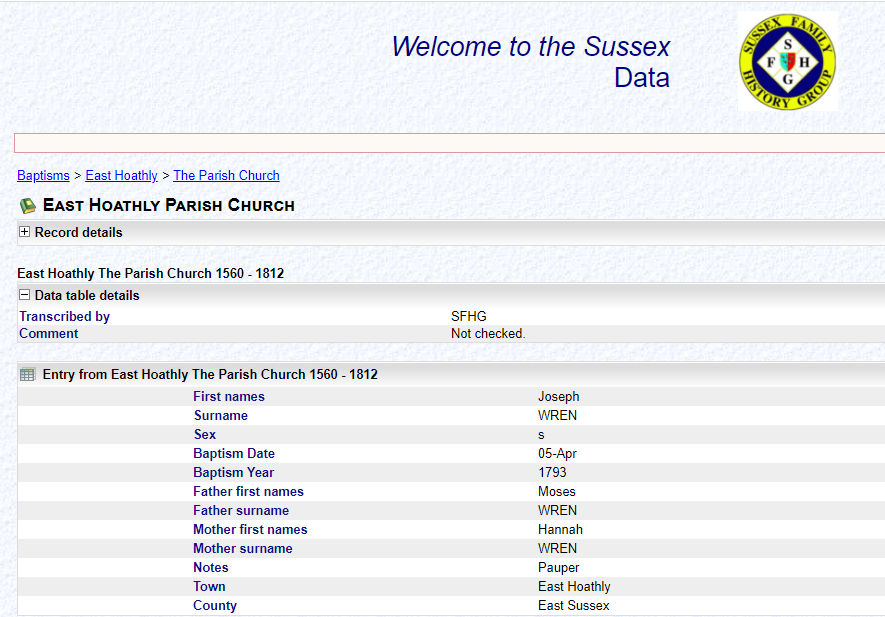 Welcome to the Sussex
Data
SUSSEX FAMILY
S
F H
G
HISTORY GROUP
Baptisms > East Hoathly > The Parish Church
East Hoathly Parish Church
Record details
East Hoathly The Parish Church 1560 - 1812
Data table details
Transcribed by SFHG
Comment Not checked.
Entry from East Hoathly The Parish Church 1560 - 1812
First names Joseph
Surname WREN
Sex s
Baptism Date 05-Apr
Baptism Year 1793
Father first names Moses
Father surname WREN
Mother first names Hannah
Mother surname WREN
Notes Pauper
Town East Hoathly
County East Sussex